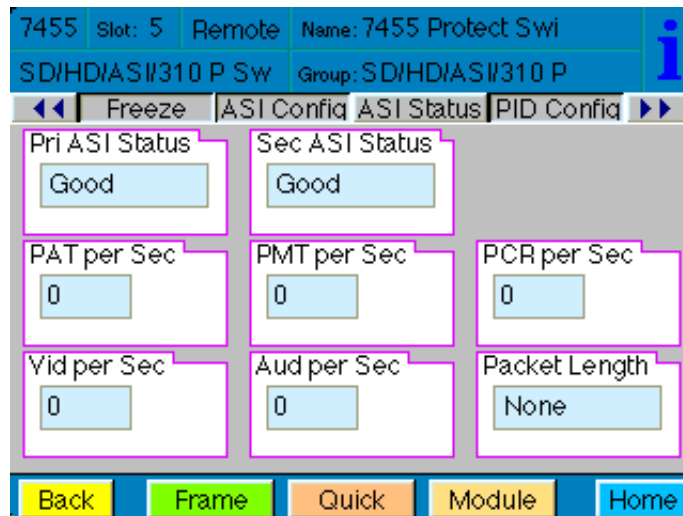 7455 Slot: 5 Remote Name: 7455 Protect Swi
SD/HD/ASI/310 P Sw Group: SD/HD/ASI/310 P
i
Freeze ASI Config ASI Status PID Config
Pri ASI Status Sec ASI Status
Good Good
PAT per Sec PMT per Sec PCR per Sec
0 0 0
Vid per Sec Aud per Sec Packet Length
0 0 None
Back Frame Quick Module Home